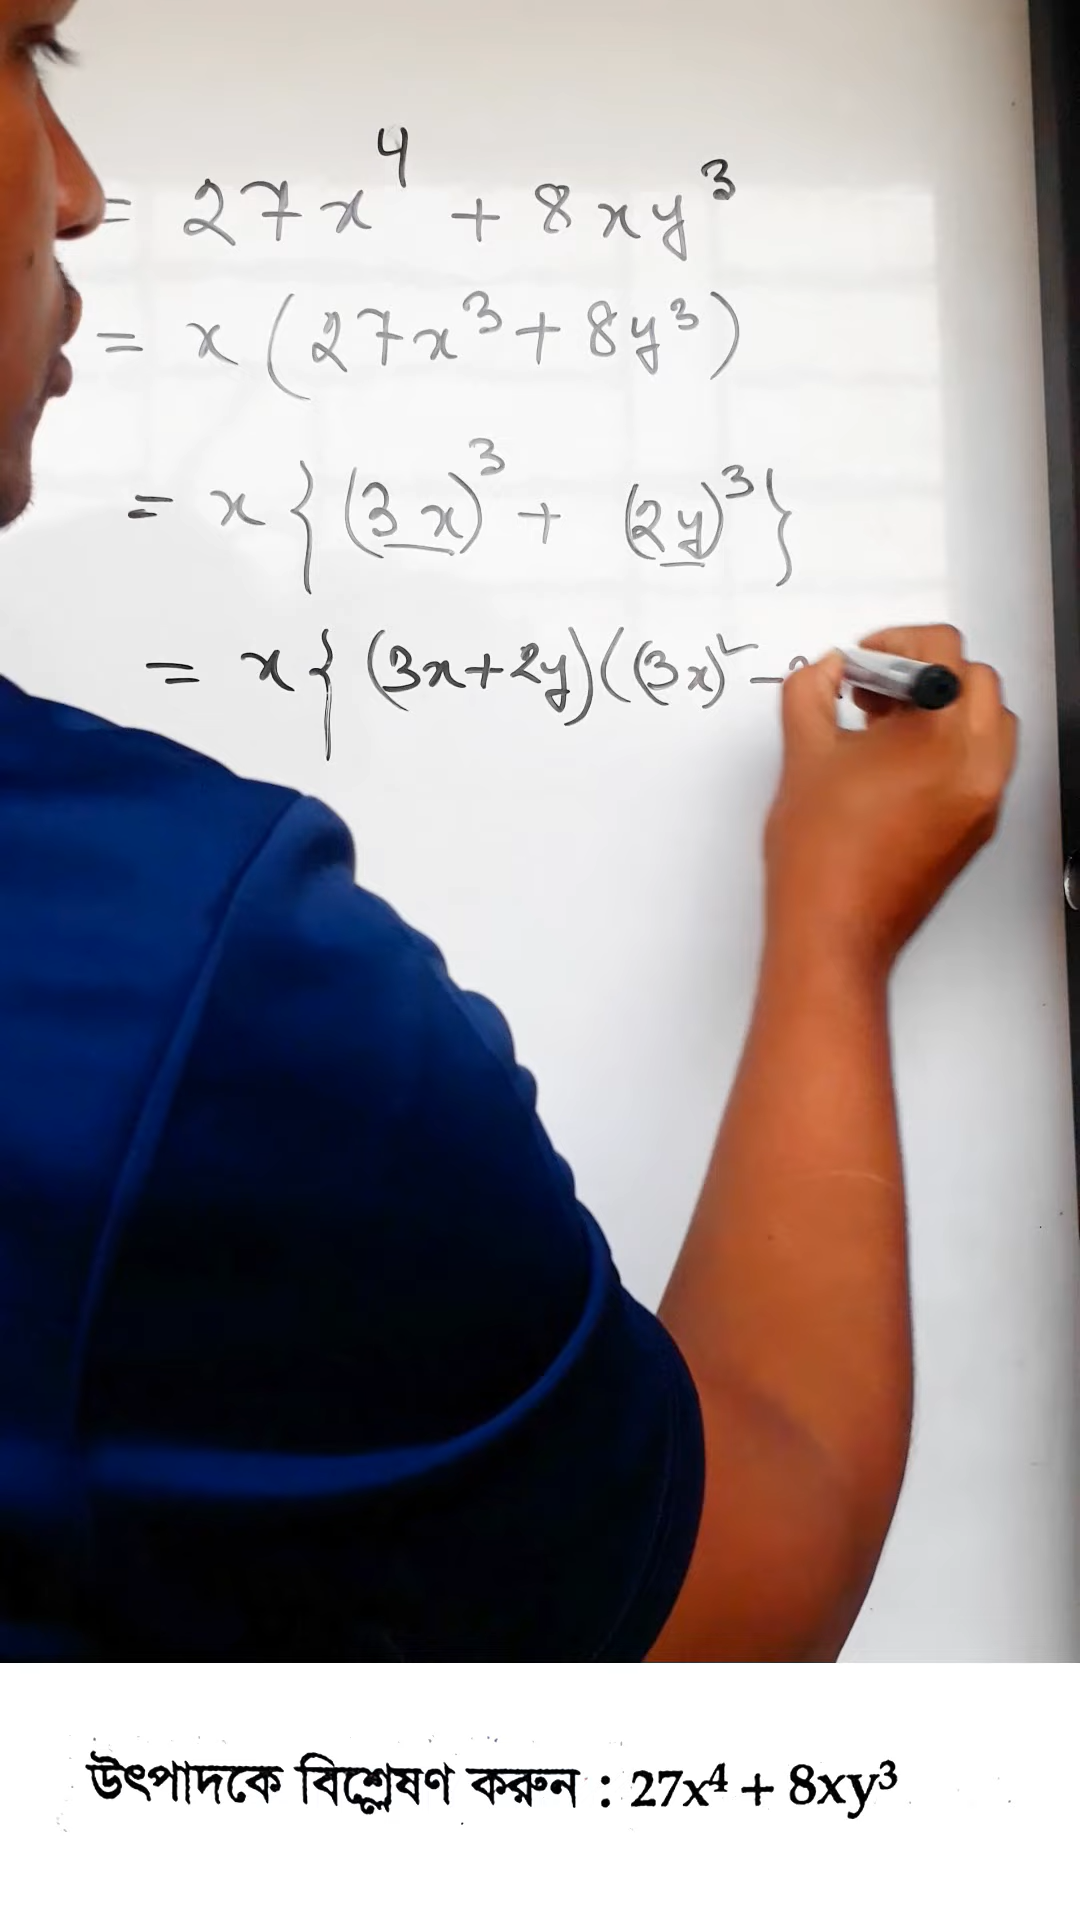 = 27x⁴ + 8xy³
= x (27x³ + 8y³)
= x { (3x)³ + (2y)³ }
= x { (3x+2y)((3x)² -
উৎপাদকে বিশ্লেষণ করুন : 27x⁴ + 8xy³